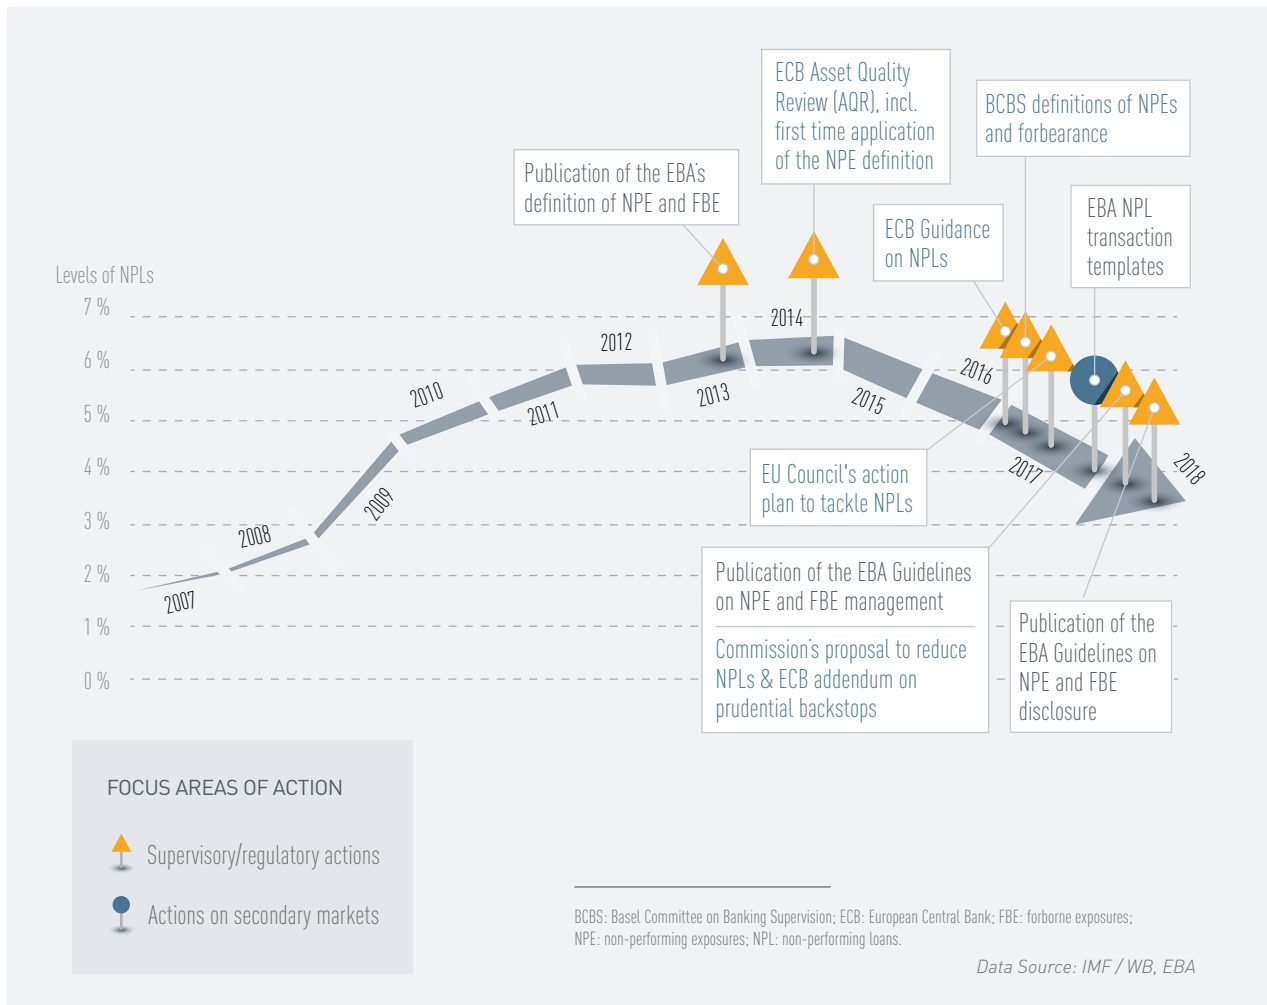 ECB Asset Quality
Review (AQR), incl.
first time application
of the NPE definition
BCBS definitions of NPEs
and forbearance
Publication of the EBA's
definition of NPE and FBE
EBA NPL
transaction
templates
ECB Guidance
on NPLs
Levels of NPLs
7 %
6 %
5 %
4 %
3 %
2 %
1 %
0 %
2007
2008
2009
2010
2011
2012
2013
2014
2015
2016
2017
2018
EU Council's action
plan to tackle NPLs
Publication of the EBA Guidelines
on NPE and FBE management
Commission's proposal to reduce
NPLs & ECB addendum on
prudential backstops
Publication of the
EBA Guidelines on
NPE and FBE
disclosure
FOCUS AREAS OF ACTION
Supervisory/regulatory actions
Actions on secondary markets
BCBS: Basel Committee on Banking Supervision; ECB: European Central Bank; FBE: forborne exposures;
NPE: non-performing exposures; NPL: non-performing loans.
Data Source: IMF / WB, EBA